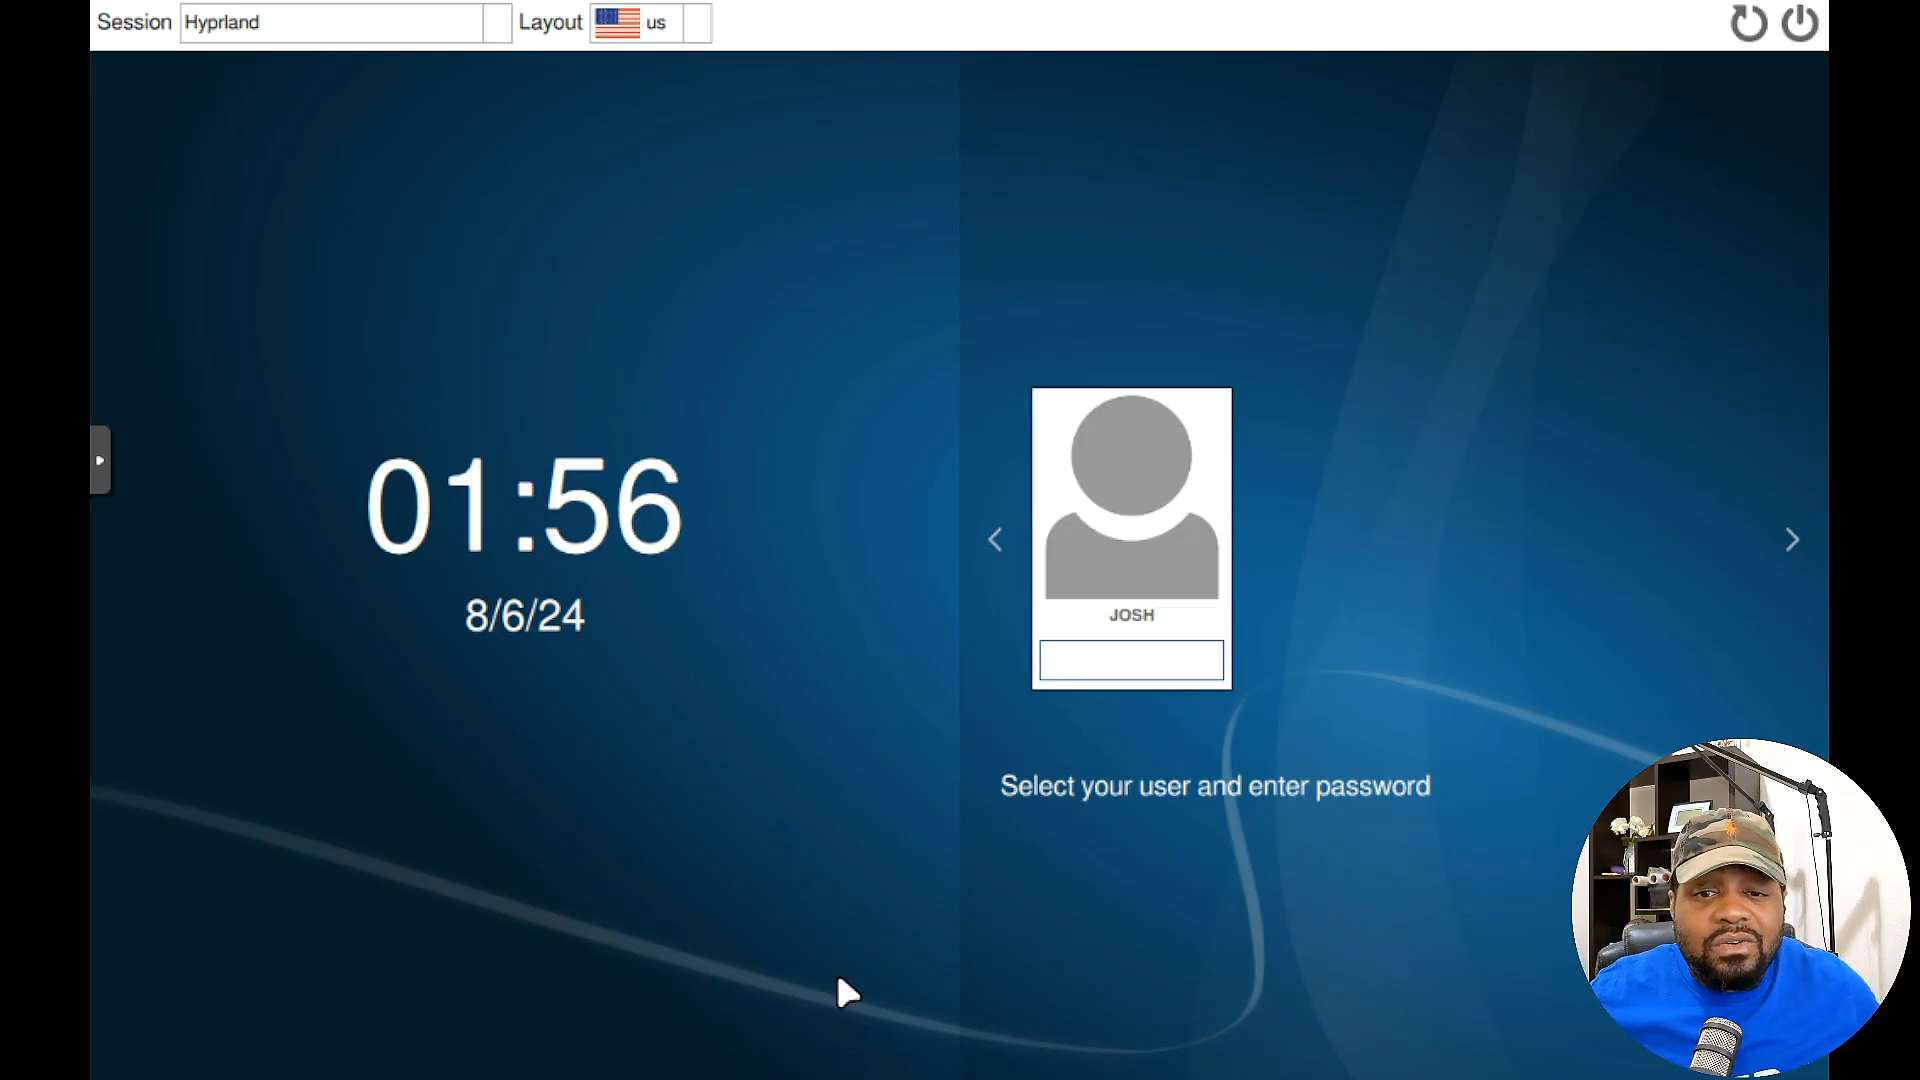 Session Hyprland Layout us
01:56
8/6/24
JOSH
Select your user and enter password